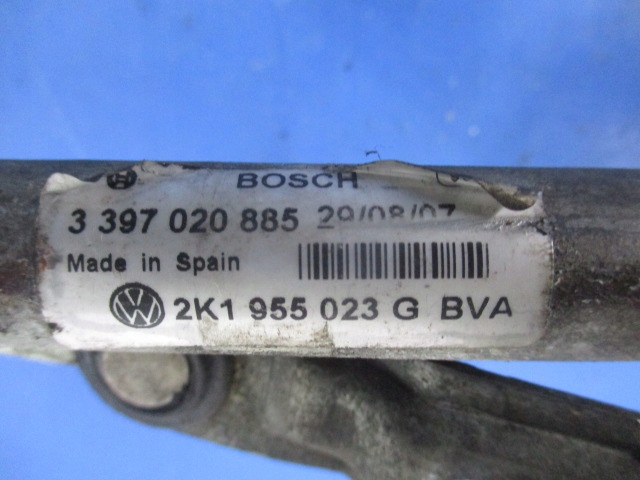 BOSCH
3 397 020 885 29/08/07
Made in Spain
2K1 955 023 G BVA